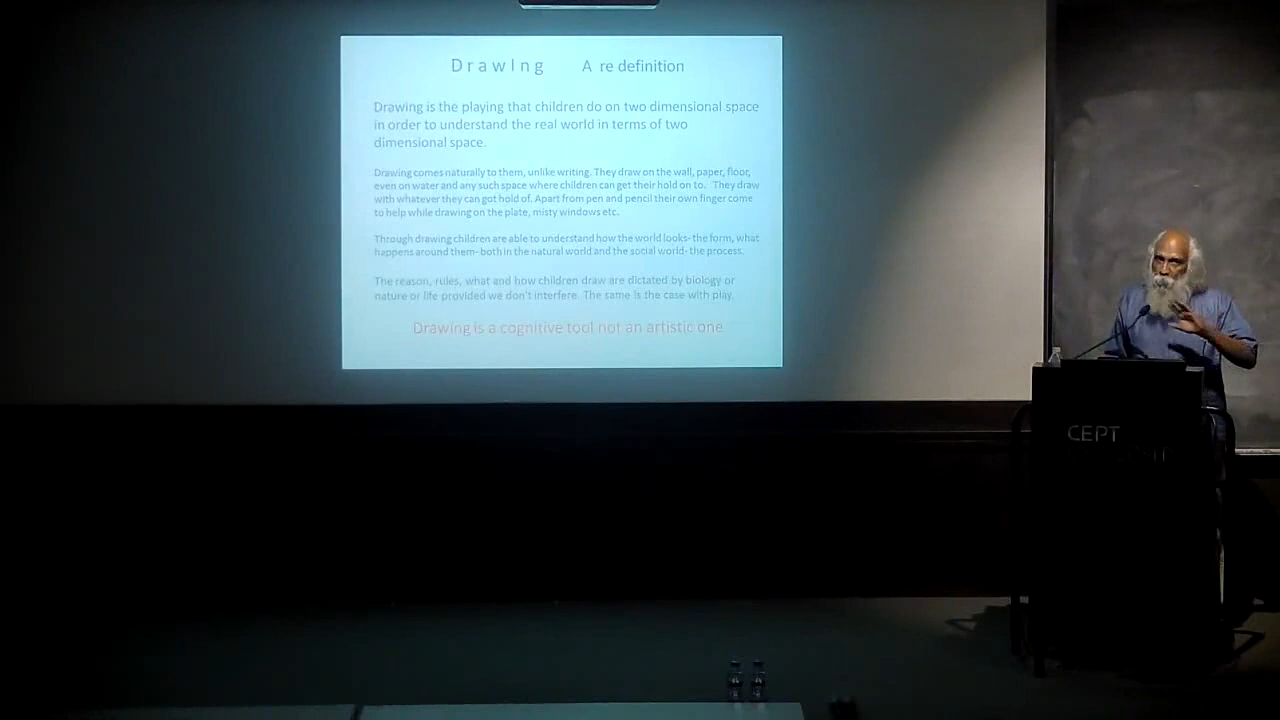 D r a w I n g     A  re definition
Drawing is the playing that children do on two dimensional space
in order to understand the real world in terms of two
dimensional space.
Drawing comes naturally to them, unlike writing. They draw on the wall, paper, floor,
even on water and any such space where children can get their hold on to.   They draw
with whatever they can got hold of. Apart from pen and pencil their own finger come
to help while drawing on the plate, misty windows etc.
Through drawing children are able to understand how the world looks- the form, what
happens around them- both in the natural world and the social world- the process.
The reason, rules, what and how children draw are dictated by biology or
nature or life provided we don't interfere  The same is the case with play.
Drawing is a cognitive tool not an artistic one
CEPT